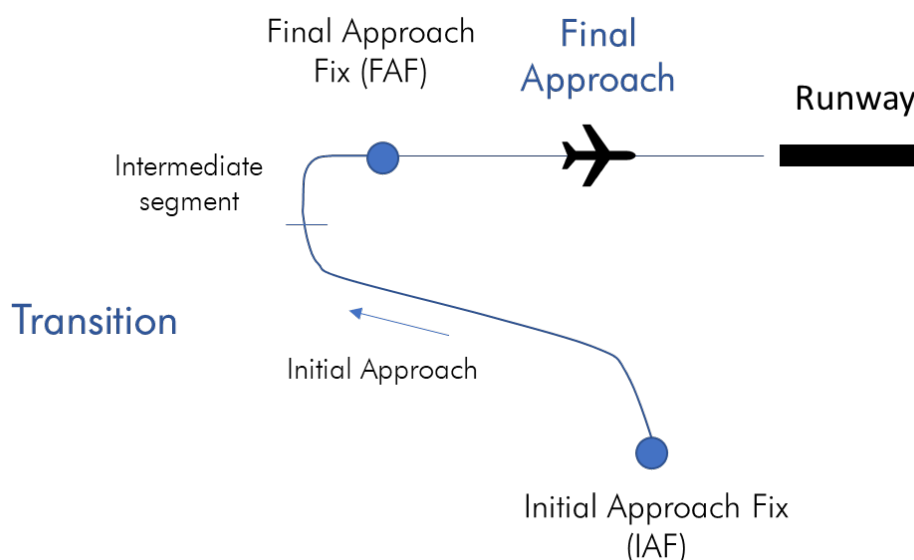 Final Approach
Fix (FAF)
Final
Approach
Runway
Intermediate
segment
Transition
Initial Approach
Initial Approach Fix
(IAF)